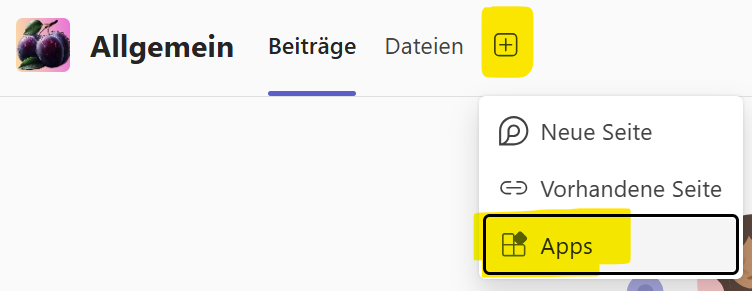 Allgemein Beiträge Dateien
Neue Seite
Vorhandene Seite
Apps